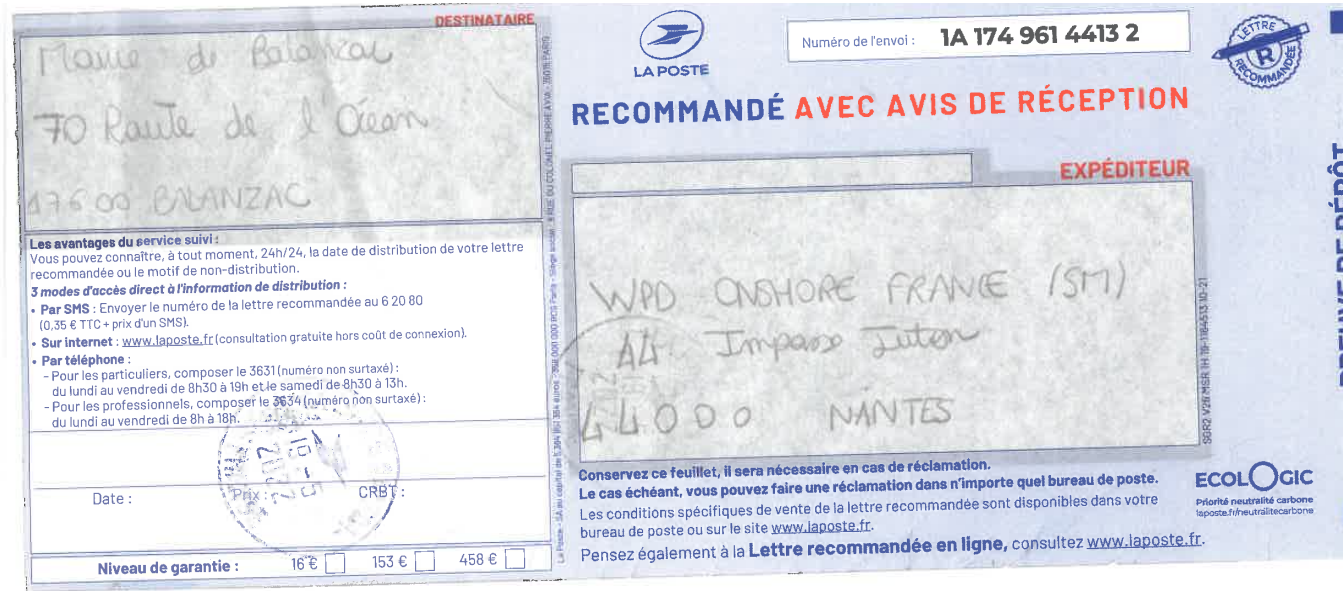 DESTINATAIRE
Mairie de Balanzac
70 Route de l'Océan
17600 BALANZAC
Les avantages du service suivi :
Vous pouvez connaître, à tout moment, 24h/24, la date de distribution de votre lettre
recommandée ou le motif de non-distribution.
3 modes d'accès direct à l'information de distribution :
• Par SMS : Envoyer le numéro de la lettre recommandée au 6 20 80
(0,35 € TTC + prix d'un SMS).
• Sur internet : www.laposte.fr (consultation gratuite hors coût de connexion).
• Par téléphone :
- Pour les particuliers, composer le 3631 (numéro non surtaxé) :
du lundi au vendredi de 8h30 à 19h et le samedi de 8h30 à 13h.
- Pour les professionnels, composer le 3634 (numéro non surtaxé) :
du lundi au vendredi de 8h à 18h.
Date : Prix : CRBT :
Niveau de garantie : 16 € 153 € 458 €
LA POSTE
Numéro de l'envoi : 1A 174 961 4413 2
LETTRE RECOMMANDÉE
R
RECOMMANDÉ AVEC AVIS DE RÉCEPTION
EXPÉDITEUR
WPD ONSHORE FRANCE (SM)
44000 NANTES
SGR2 V26 MSR 1H 19-1184513 10-21
Conservez ce feuillet, il sera nécessaire en cas de réclamation.
Le cas échéant, vous pouvez faire une réclamation dans n'importe quel bureau de poste.
Les conditions spécifiques de vente de la lettre recommandée sont disponibles dans votre
bureau de poste ou sur le site www.laposte.fr.
Pensez également à la Lettre recommandée en ligne, consultez www.laposte.fr.
ECOLOGIC
Priorité neutralité carbone
laposte.fr/neutralitecarbone